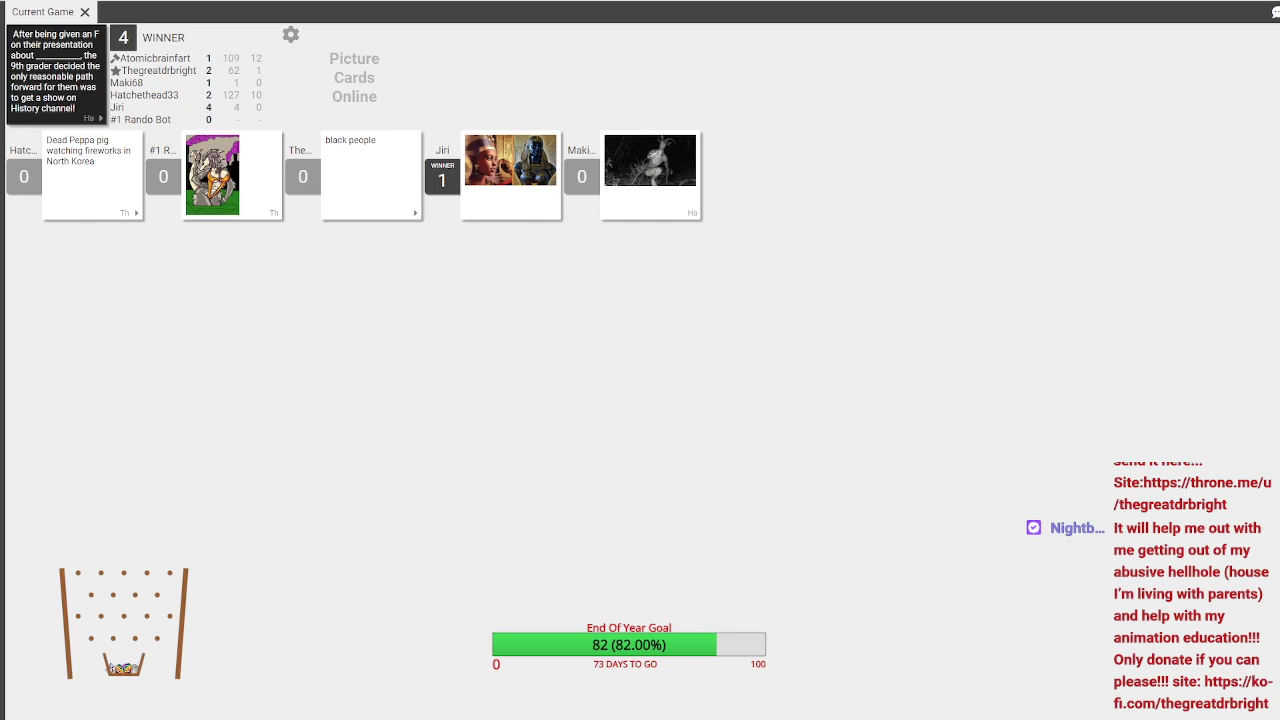 Current Game
After being given an F
on their presentation
about ________, the
9th grader decided the
only reasonable path
forward for them was
to get a show on
History channel!
Ha
4 WINNER
Atomicbrainfart 1 109 12
Thegreatdrbright 2 62 1
Maki68 1 1 0
Hatchethead33 2 127 10
Jiri 4 4 0
#1 Rando Bot 0 - -
Picture
Cards
Online
Hatc...
0
Dead Peppa pig
watching fireworks in
North Korea
Th
#1 R...
0
Th
The...
0
black people
Jiri
WINNER
1
Maki...
0
Ha
send it here...
Site:https://throne.me/u
/thegreatdrbright
Nightb...
It will help me out with
me getting out of my
abusive hellhole (house
I'm living with parents)
and help with my
animation education!!!
Only donate if you can
please!!! site: https://ko-
fi.com/thegreatdrbright
End Of Year Goal
82 (82.00%)
0 73 DAYS TO GO 100